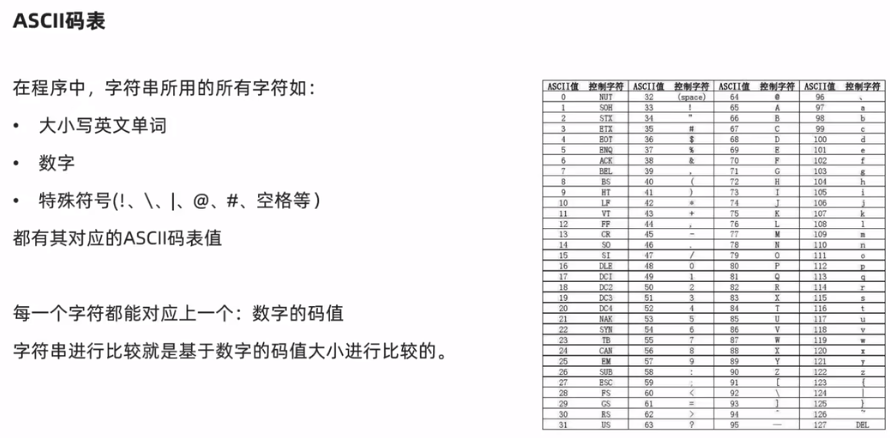 ASCII码表
在程序中，字符串所用的所有字符如：
• 大小写英文单词
• 数字
• 特殊符号(!、\、|、@、#、空格等）
都有其对应的ASCII码表值
每一个字符都能对应上一个：数字的码值
字符串进行比较就是基于数字的码值大小进行比较的。
ASCII值 控制字符 ASCII值 控制字符 ASCII值 控制字符 ASCII值 控制字符
0 NUT 32 (space) 64 @ 96 、
1 SOH 33 ! 65 A 97 a
2 STX 34 " 66 B 98 b
3 ETX 35 # 67 C 99 c
4 EOT 36 $ 68 D 100 d
5 ENQ 37 % 69 E 101 e
6 ACK 38 & 70 F 102 f
7 BEL 39 , 71 G 103 g
8 BS 40 ( 72 H 104 h
9 HT 41 ) 73 I 105 i
10 LF 42 * 74 J 106 j
11 VT 43 + 75 K 107 k
12 FF 44 , 76 L 108 l
13 CR 45 - 77 M 109 m
14 SO 46 . 78 N 110 n
15 SI 47 / 79 O 111 o
16 DLE 48 0 80 P 112 p
17 DCI 49 1 81 Q 113 q
18 DC2 50 2 82 R 114 r
19 DC3 51 3 83 X 115 s
20 DC4 52 4 84 T 116 t
21 NAK 53 5 85 U 117 u
22 SYN 54 6 86 V 118 v
23 TB 55 7 87 W 119 w
24 CAN 56 8 88 X 120 x
25 EM 57 9 89 Y 121 y
26 SUB 58 : 90 Z 122 z
27 ESC 59 ; 91 [ 123 {
28 FS 60 < 92 \ 124 |
29 GS 61 = 93 ] 125 }
30 RS 62 > 94 ^ 126 ~
31 US 63 ? 95 — 127 DEL